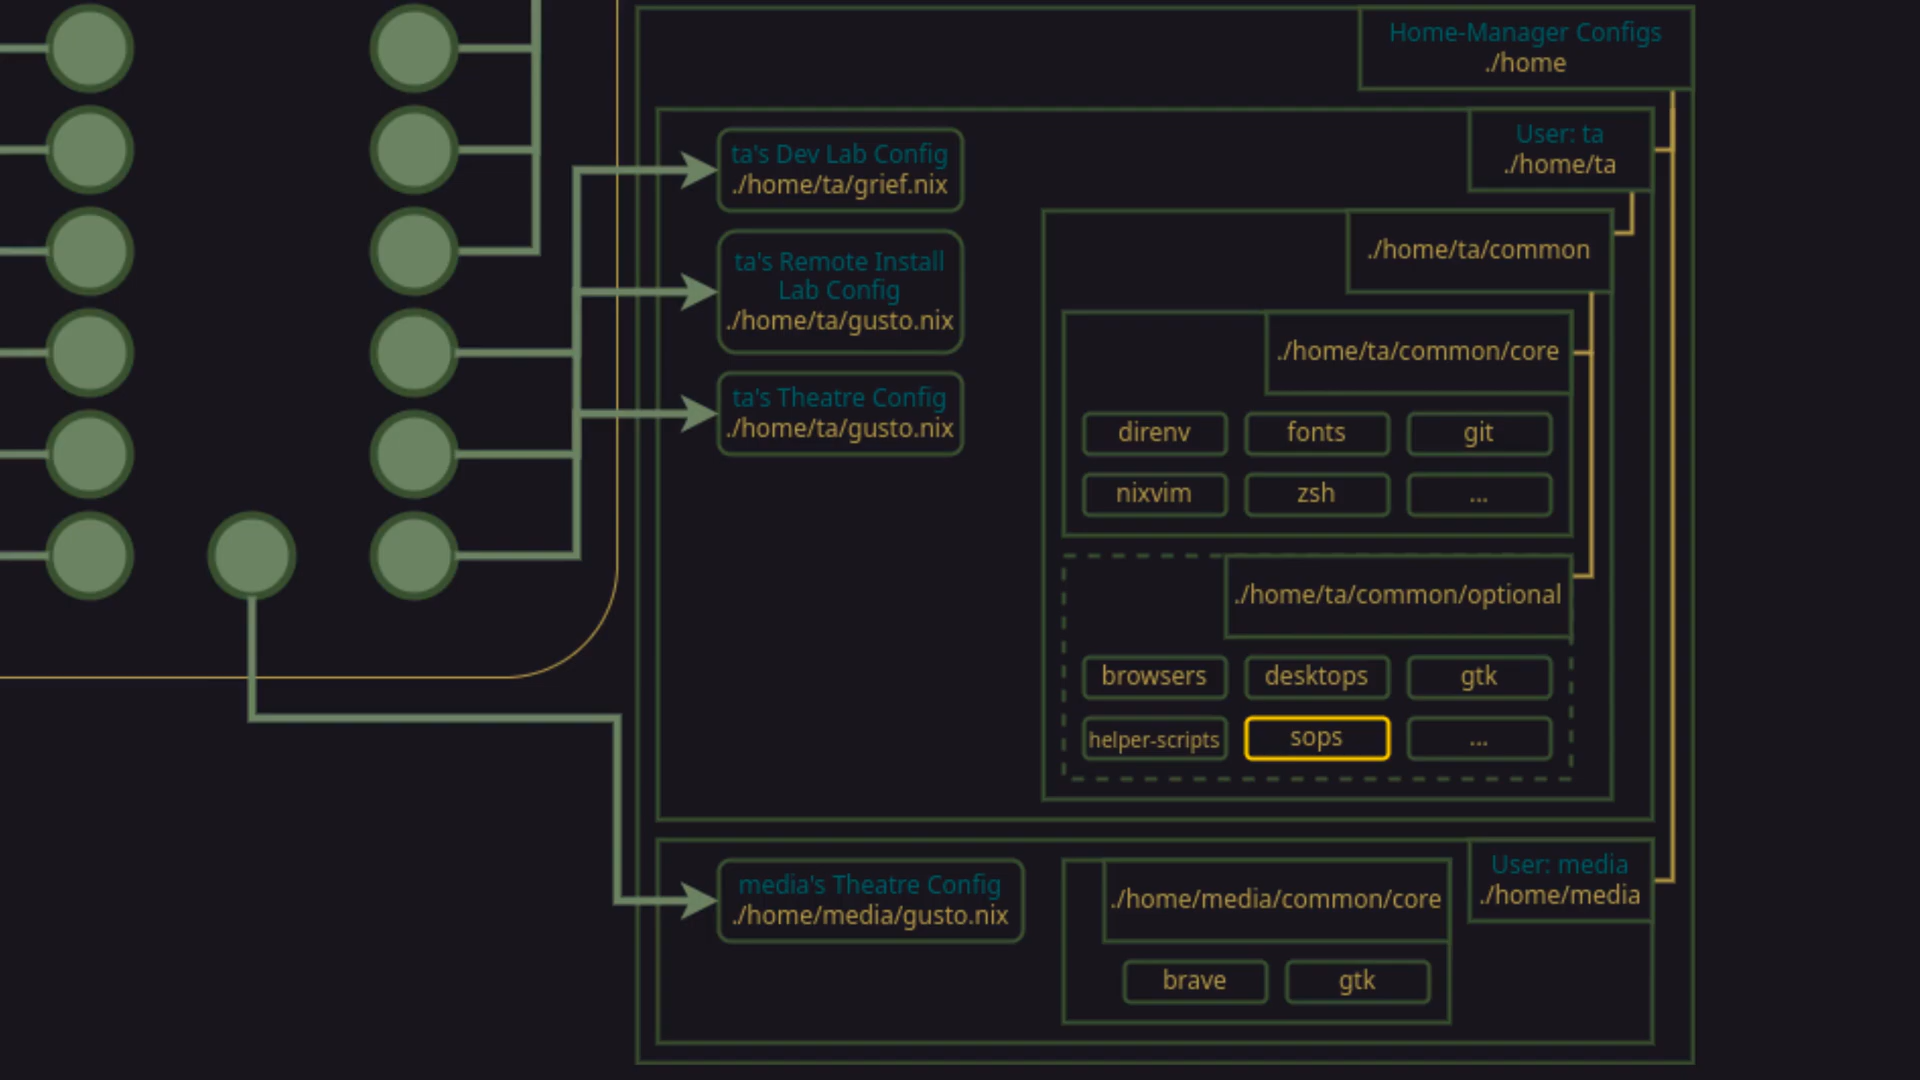 Home-Manager Configs
./home
User: ta
./home/ta
ta's Dev Lab Config
./home/ta/grief.nix
ta's Remote Install
Lab Config
./home/ta/gusto.nix
ta's Theatre Config
./home/ta/gusto.nix
./home/ta/common
./home/ta/common/core
direnv
fonts
git
nixvim
zsh
...
./home/ta/common/optional
browsers
desktops
gtk
helper-scripts
sops
...
User: media
./home/media
media's Theatre Config
./home/media/gusto.nix
./home/media/common/core
brave
gtk